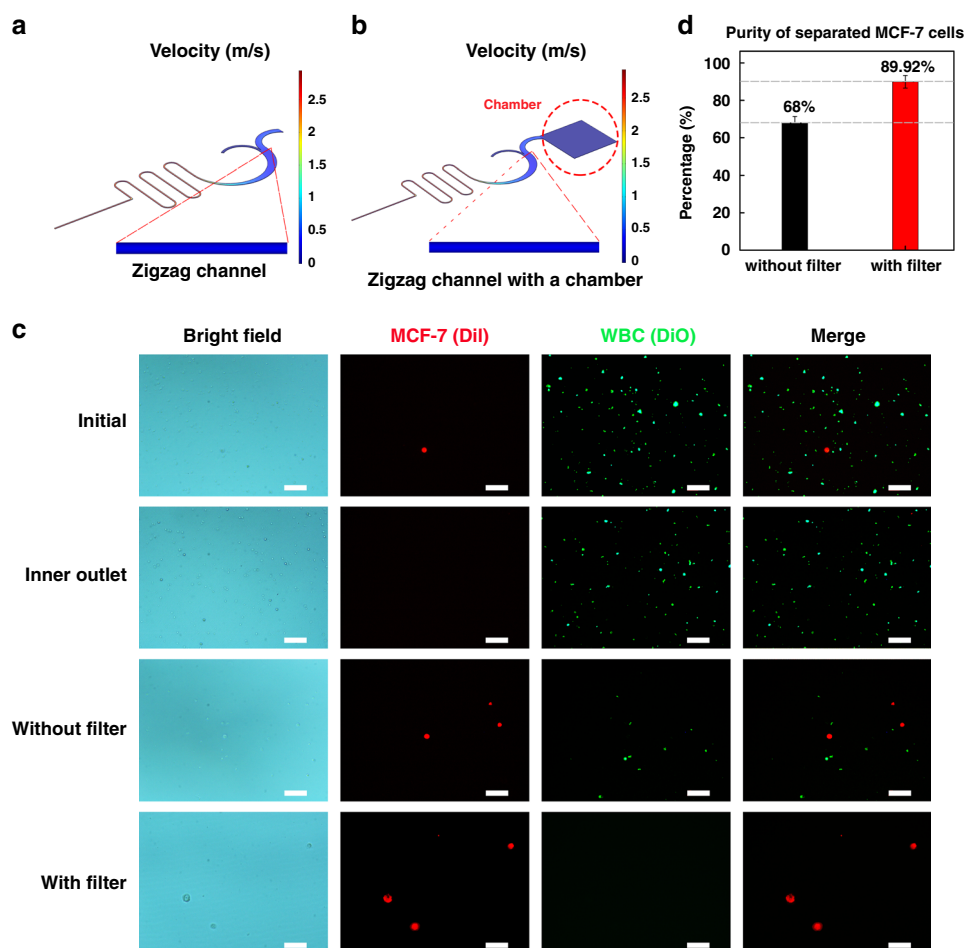 a
Velocity (m/s)
2.5
2
1.5
1
0.5
0
Zigzag channel
b
Velocity (m/s)
Chamber
2.5
2
1.5
1
0.5
0
Zigzag channel with a chamber
d
Purity of separated MCF-7 cells
Percentage (%)
100
80
60
40
20
0
68%
89.92%
without filter
with filter
c
Bright field
MCF-7 (Dil)
WBC (DiO)
Merge
Initial
Inner outlet
Without filter
With filter